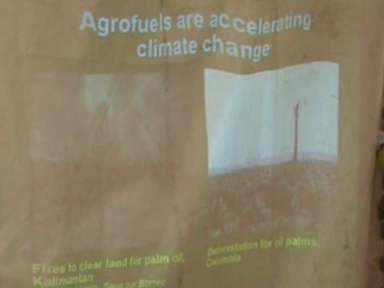 Agrofuels are accelerating
climate change
Fires to clear land for palm oil,
Kalimantan
Deforestation for oil palms,
Colombia